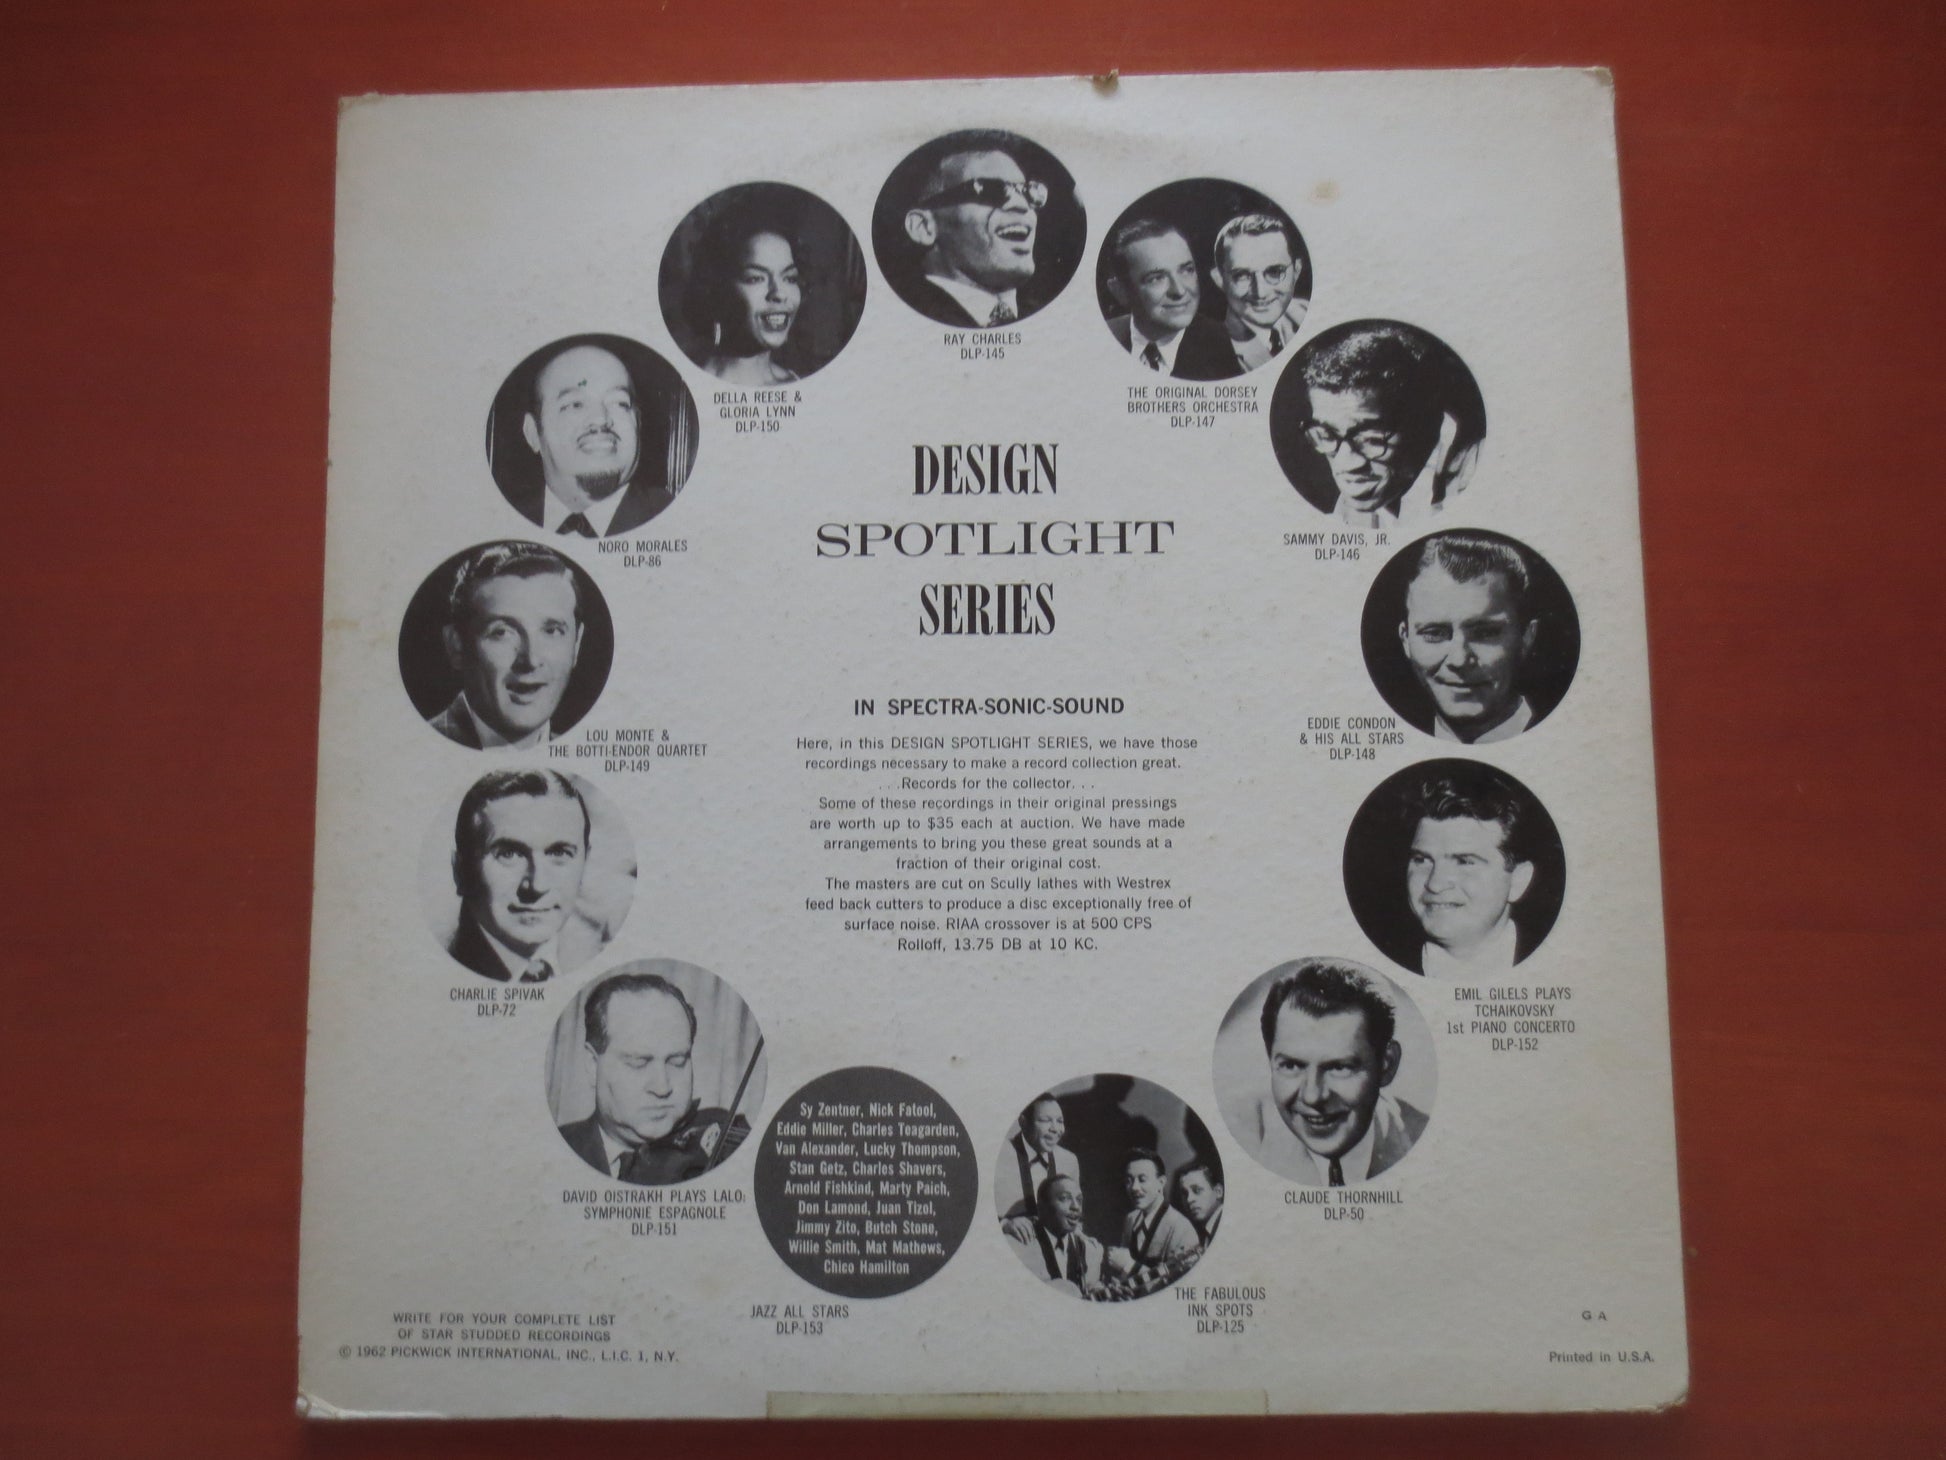 RAY CHARLES
DLP-145
DELLA REESE &
GLORIA LYNN
DLP-150
THE ORIGINAL DORSEY
BROTHERS ORCHESTRA
DLP-147
NORO MORALES
DLP-86
SAMMY DAVIS, JR.
DLP-146
DESIGN
SPOTLIGHT
SERIES
LOU MONTE &
THE BOTTI-ENDOR QUARTET
DLP-149
EDDIE CONDON
& HIS ALL STARS
DLP-148
IN SPECTRA-SONIC-SOUND
Here, in this DESIGN SPOTLIGHT SERIES, we have those
recordings necessary to make a record collection great.
. . .Records for the collector. . .
Some of these recordings in their original pressings
are worth up to $35 each at auction. We have made
arrangements to bring you these great sounds at a
fraction of their original cost.
The masters are cut on Scully lathes with Westrex
feed back cutters to produce a disc exceptionally free of
surface noise. RIAA crossover is at 500 CPS
Rolloff, 13.75 DB at 10 KC.
CHARLIE SPIVAK
DLP-72
EMIL GILELS PLAYS
TCHAIKOVSKY
1st PIANO CONCERTO
DLP-152
DAVID OISTRAKH PLAYS LALO:
SYMPHONIE ESPAGNOLE
DLP-151
Sy Zentner, Nick Fatool,
Eddie Miller, Charles Teagarden,
Van Alexander, Lucky Thompson,
Stan Getz, Charles Shavers,
Arnold Fishkind, Marty Paich,
Don Lamond, Juan Tizol,
Jimmy Zito, Butch Stone,
Willie Smith, Mat Mathews,
Chico Hamilton
JAZZ ALL STARS
DLP-153
THE FABULOUS
INK SPOTS
DLP-125
CLAUDE THORNHILL
DLP-50
WRITE FOR YOUR COMPLETE LIST
OF STAR STUDDED RECORDINGS
© 1962 PICKWICK INTERNATIONAL, INC., L.I.C. 1, N.Y.
G A
Printed in U.S.A.